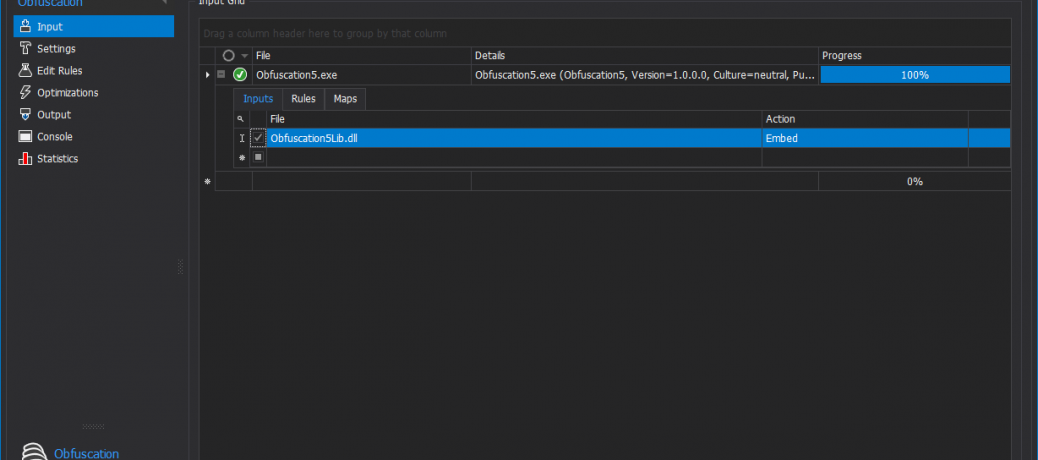 Obfuscation
Input
Settings
Edit Rules
Optimizations
Output
Console
Statistics
Obfuscation
Input Grid
Drag a column header here to group by that column
File Details Progress
Obfuscation5.exe Obfuscation5.exe (Obfuscation5, Version=1.0.0.0, Culture=neutral, Pu... 100%
Inputs Rules Maps
File Action
Obfuscation5Lib.dll Embed
0%